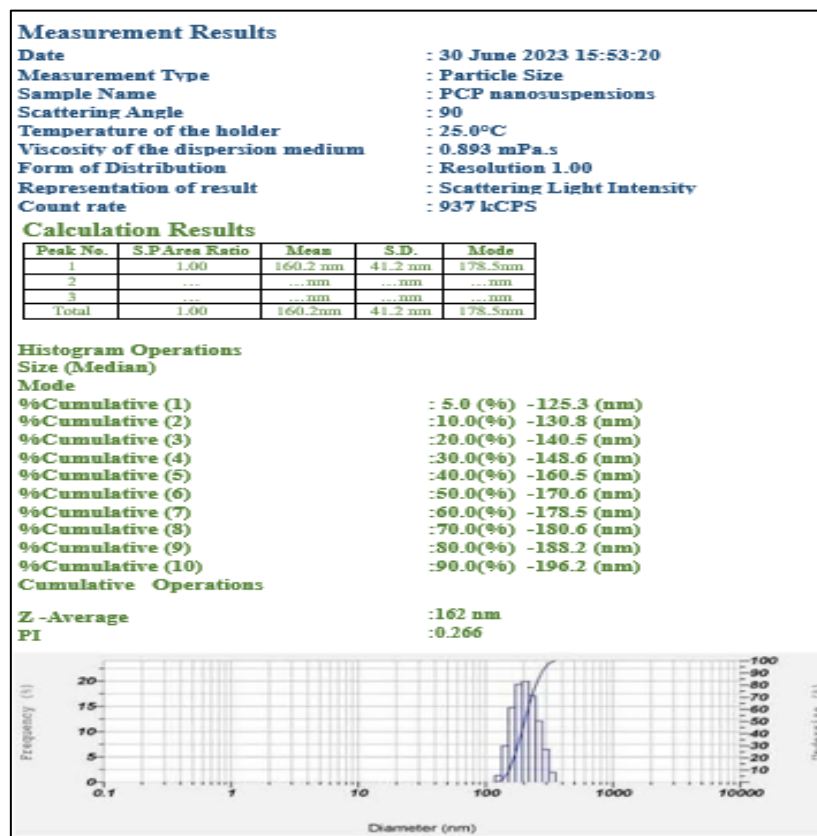 Measurement Results
Date : 30 June 2023 15:53:20
Measurement Type : Particle Size
Sample Name : PCP nanosuspensions
Scattering Angle : 90
Temperature of the holder : 25.0°C
Viscosity of the dispersion medium : 0.893 mPa.s
Form of Distribution : Resolution 1.00
Representation of result : Scattering Light Intensity
Count rate : 937 kCPS
Calculation Results
Peak No. S.P.Area Ratio Mean S.D. Mode
1 1.00 160.2 nm 41.2 nm 178.5nm
2 ... ...nm ...nm ...nm
3 ... ...nm ...nm ...nm
Total 1.00 160.2nm 41.2 nm 178.5nm
Histogram Operations
Size (Median)
Mode
%Cumulative (1) : 5.0 (%) -125.3 (nm)
%Cumulative (2) :10.0(%) -130.8 (nm)
%Cumulative (3) :20.0(%) -140.5 (nm)
%Cumulative (4) :30.0(%) -148.6 (nm)
%Cumulative (5) :40.0(%) -160.5 (nm)
%Cumulative (6) :50.0(%) -170.6 (nm)
%Cumulative (7) :60.0(%) -178.5 (nm)
%Cumulative (8) :70.0(%) -180.6 (nm)
%Cumulative (9) :80.0(%) -188.2 (nm)
%Cumulative (10) :90.0(%) -196.2 (nm)
Cumulative Operations
Z -Average :162 nm
PI :0.266
Frequency (%)
20
15
10
5
0
100
90
80
70
60
50
40
30
20
10
0.1 1 10 100 1000 10000
Diameter (nm)